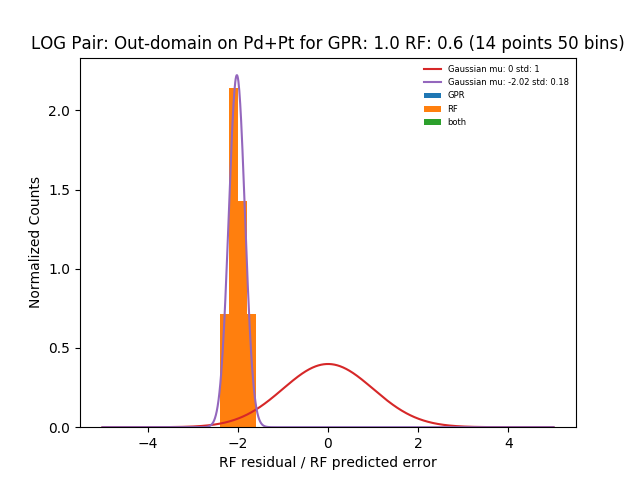 LOG Pair: Out-domain on Pd+Pt for GPR: 1.0 RF: 0.6 (14 points 50 bins)
Gaussian mu: 0 std: 1
Gaussian mu: -2.02 std: 0.18
GPR
RF
both
Normalized Counts
2.0
1.5
1.0
0.5
0.0
−4
−2
0
2
4
RF residual / RF predicted error